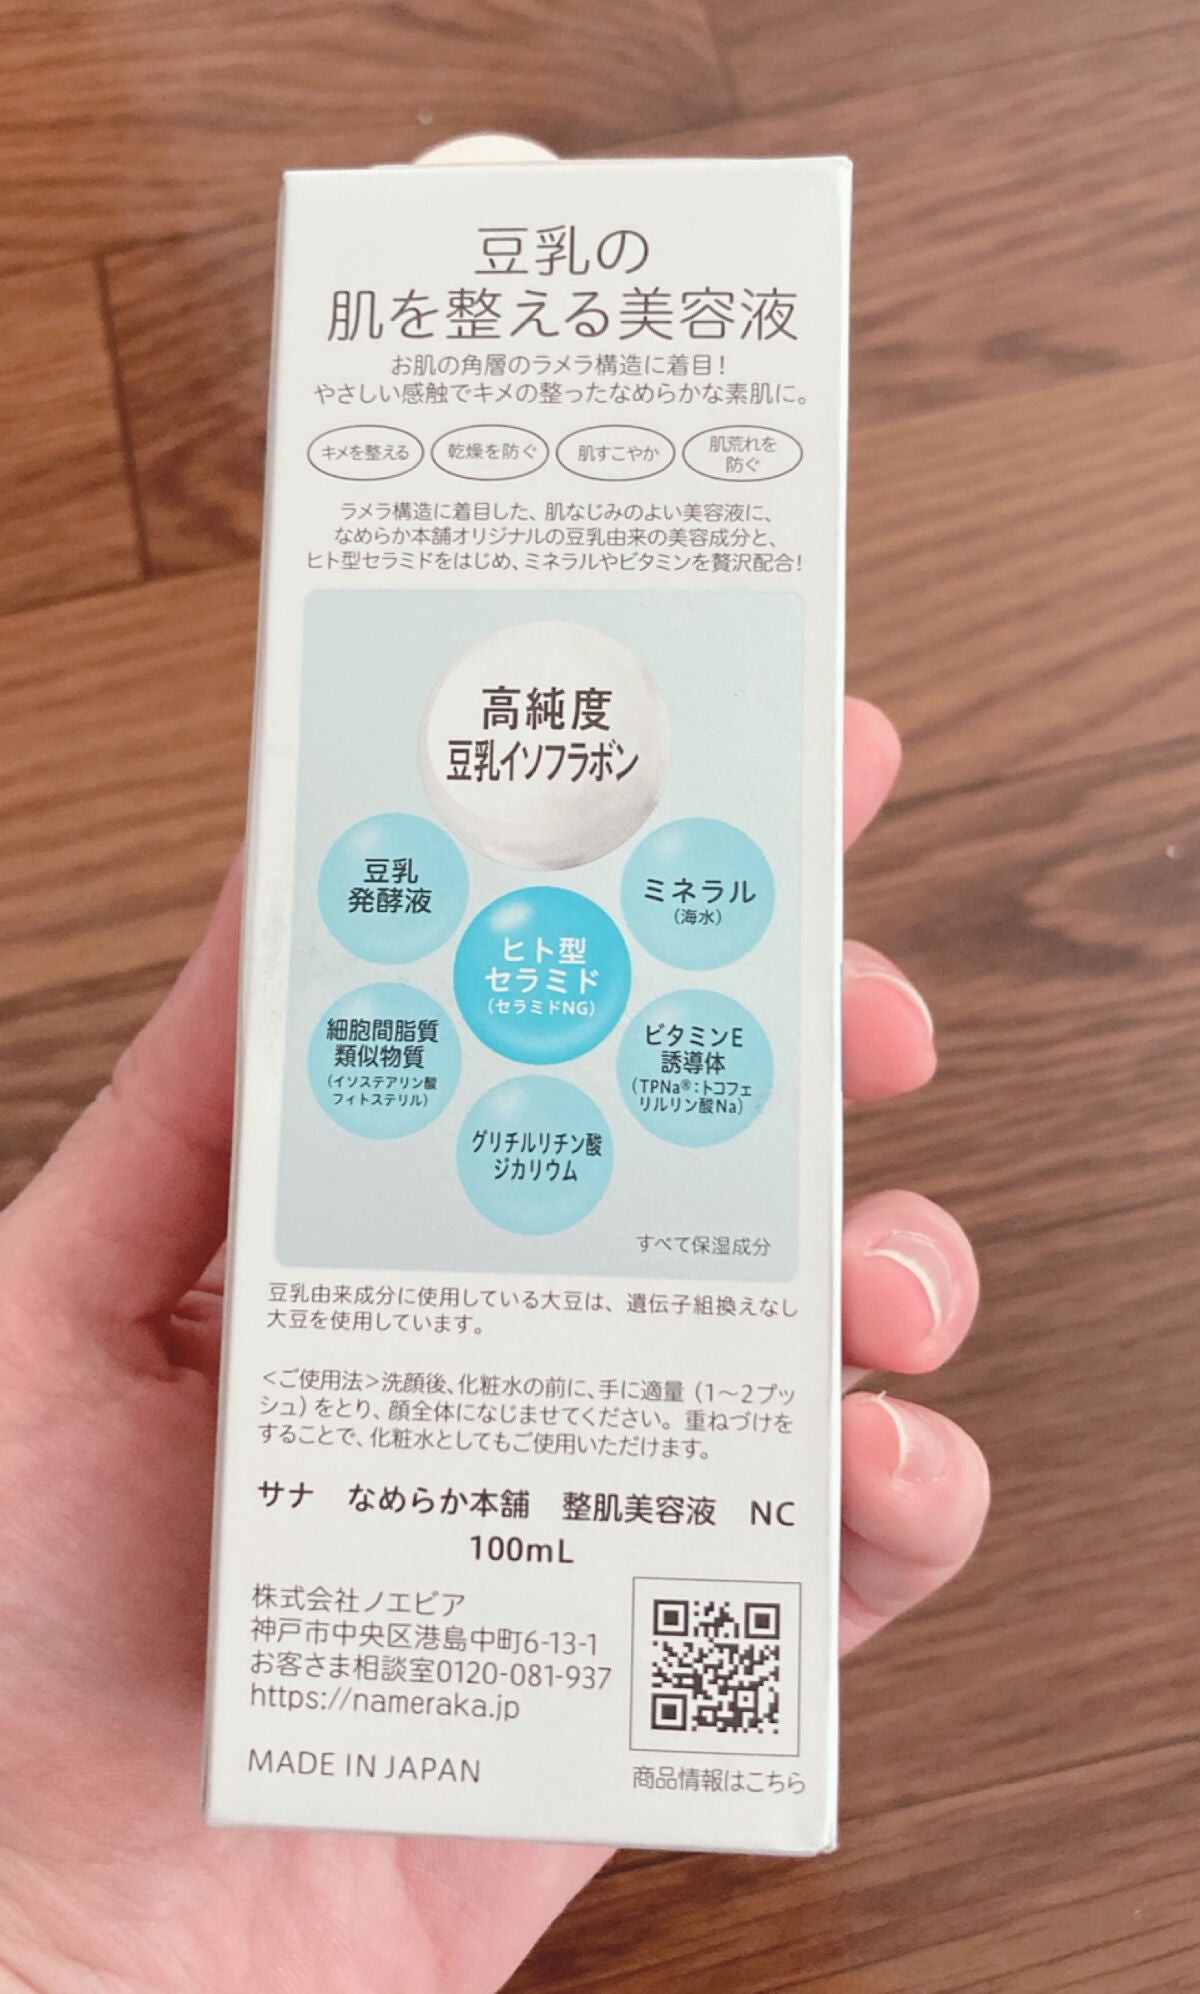 豆乳の
肌を整える美容液
お肌の角層のラメラ構造に着目！
やさしい感触でキメの整ったなめらかな素肌に。
キメを整える
乾燥を防ぐ
肌すこやか
肌荒れを
防ぐ
ラメラ構造に着目した、肌なじみのよい美容液に、
なめらか本舗オリジナルの豆乳由来の美容成分と、
ヒト型セラミドをはじめ、ミネラルやビタミンを贅沢配合！
高純度
豆乳イソフラボン
豆乳
発酵液
ミネラル
（海水）
ヒト型
セラミド
（セラミドNG）
細胞間脂質
類似物質
（イソステアリン酸
フィトステリル）
ビタミンE
誘導体
（TPNa®：トコフェ
リルリン酸Na）
グリチルリチン酸
ジカリウム
すべて保湿成分
豆乳由来成分に使用している大豆は、遺伝子組換えなし
大豆を使用しています。
＜ご使用法＞洗顔後、化粧水の前に、手に適量（1～2プッ
シュ）をとり、顔全体になじませてください。重ねづけを
することで、化粧水としてもご使用いただけます。
サナ　なめらか本舗　整肌美容液　NC
100mL
株式会社ノエビア
神戸市中央区港島中町6-13-1
お客さま相談室0120-081-937
https://nameraka.jp
MADE IN JAPAN
商品情報はこちら